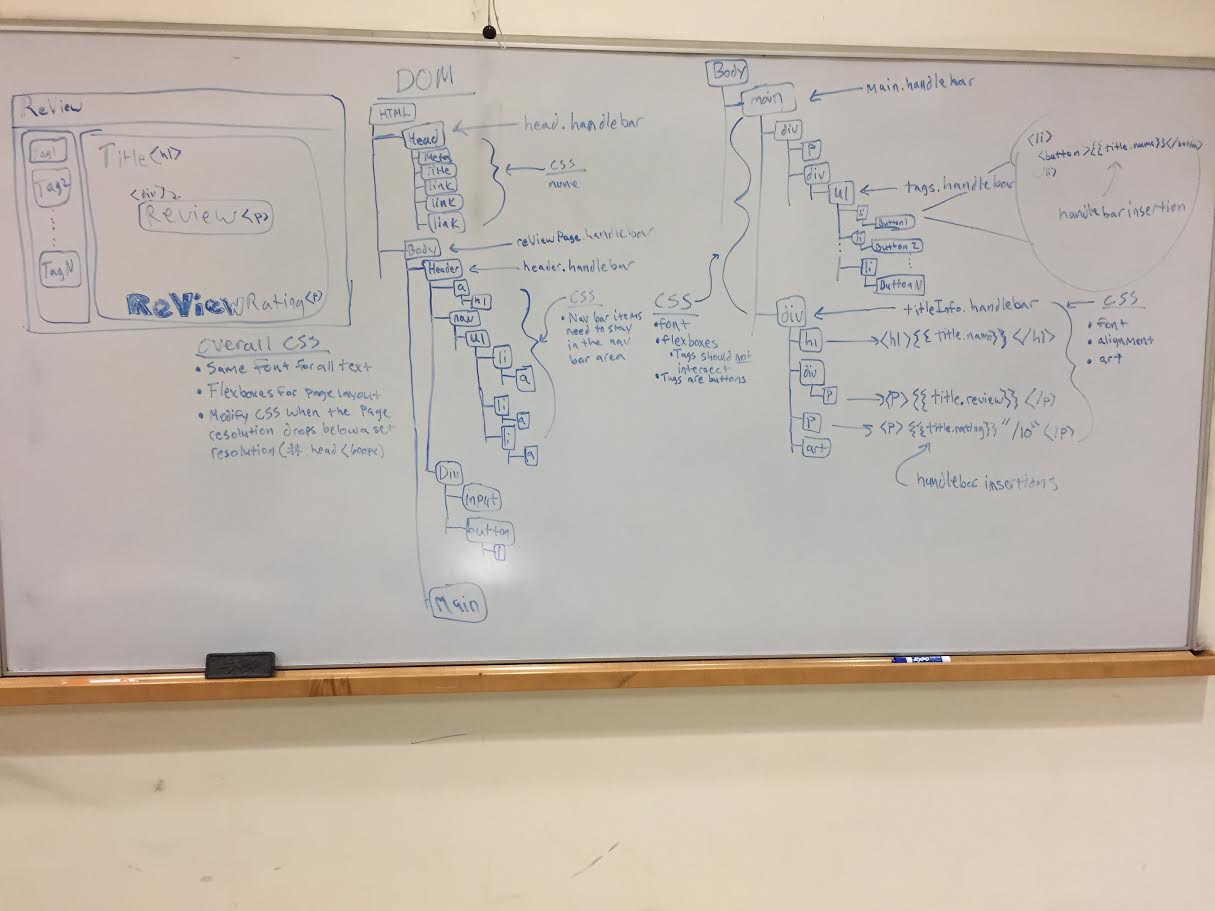 ReView
Tag1
Tag2
TagN
Title<h1>
<div>
Review<p>
ReView
Rating<p>
Overall CSS
• Same font for all text
• Flexboxes for page layout
• Modify CSS when the page
resolution drops below a set
resolution
DOM
HTML
Head
head.handlebar
Meta
Title
link
link
link
CSS
none
Body
reviewPage.handlebar
Header
header.handlebar
a
h1
nav
ul
li
a
li
a
li
a
CSS
• Nav bar items
need to stay
in the nav
bar area
Div
input
button
Main
Body
main
Main.handlebar
div
P
div
ul
tags.handlebar
li
Button1
li
Button 2
li
Button N
<li>
<button>{{title.name}}</button>
</li>
handlebar insertion
CSS
• font
• flexboxes
• Tags should not
intersect
• Tags are buttons
div
titleInfo.handlebar
h1
<h1>{{title.name}}</h1>
div
P
<p>{{title.review}}</p>
P
<p>{{title.rating}}"/10"</p>
art
handlebar insertions
CSS
• font
• alignment
• art